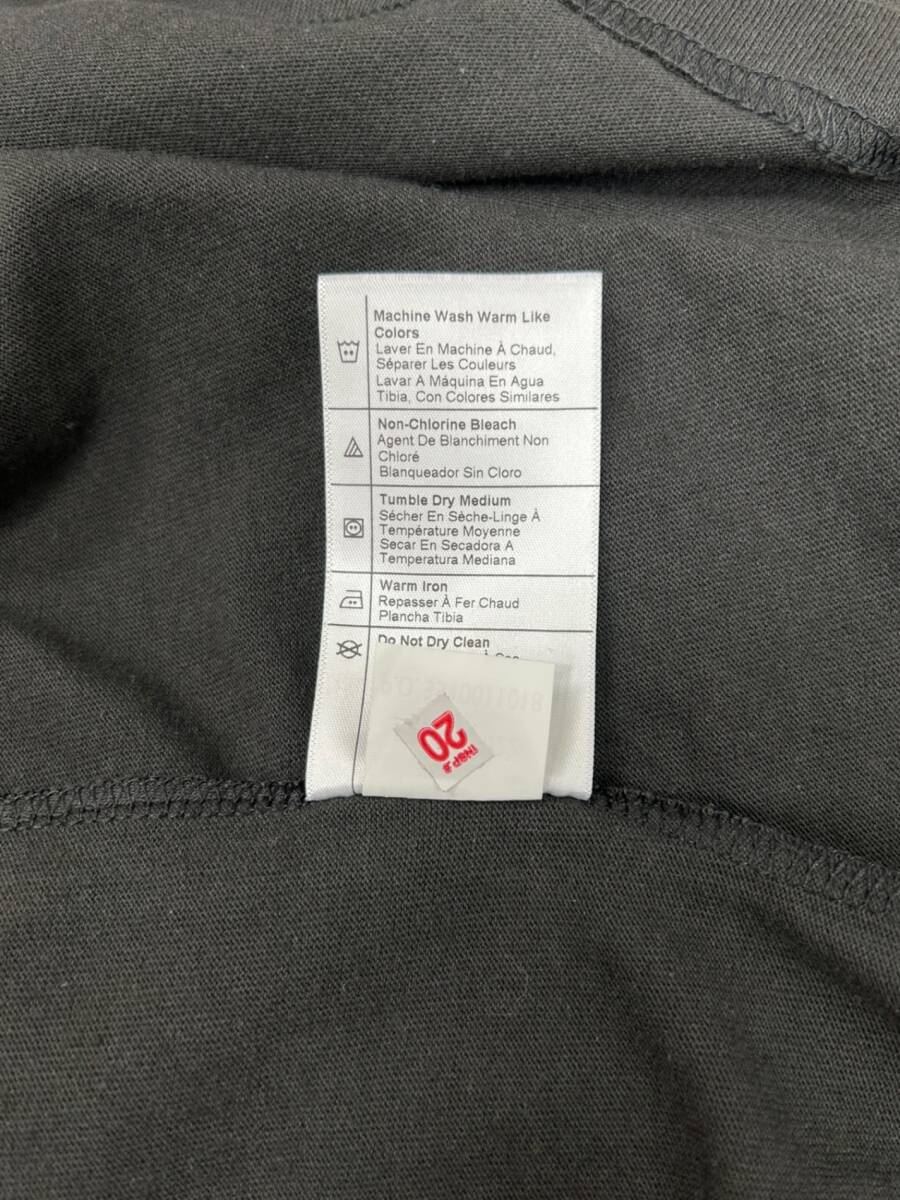 Machine Wash Warm Like
Colors
Laver En Machine À Chaud,
Séparer Les Couleurs
Lavar A Máquina En Agua
Tibia, Con Colores Similares
Non-Chlorine Bleach
Agent De Blanchiment Non
Chloré
Blanqueador Sin Cloro
Tumble Dry Medium
Sécher En Sèche-Linge À
Température Moyenne
Secar En Secadora A
Temperatura Mediana
Warm Iron
Repasser À Fer Chaud
Plancha Tibia
Do Not Dry Clean
20
INSP.#